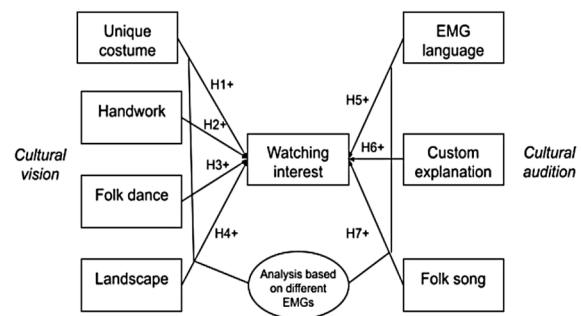 Unique
costume
EMG
language
H1+
H5+
Handwork
H2+
Cultural
vision
Watching
interest
H6+
Custom
explanation
Cultural
audition
H3+
Folk dance
H4+
H7+
Landscape
Analysis based
on different
EMGs
Folk song